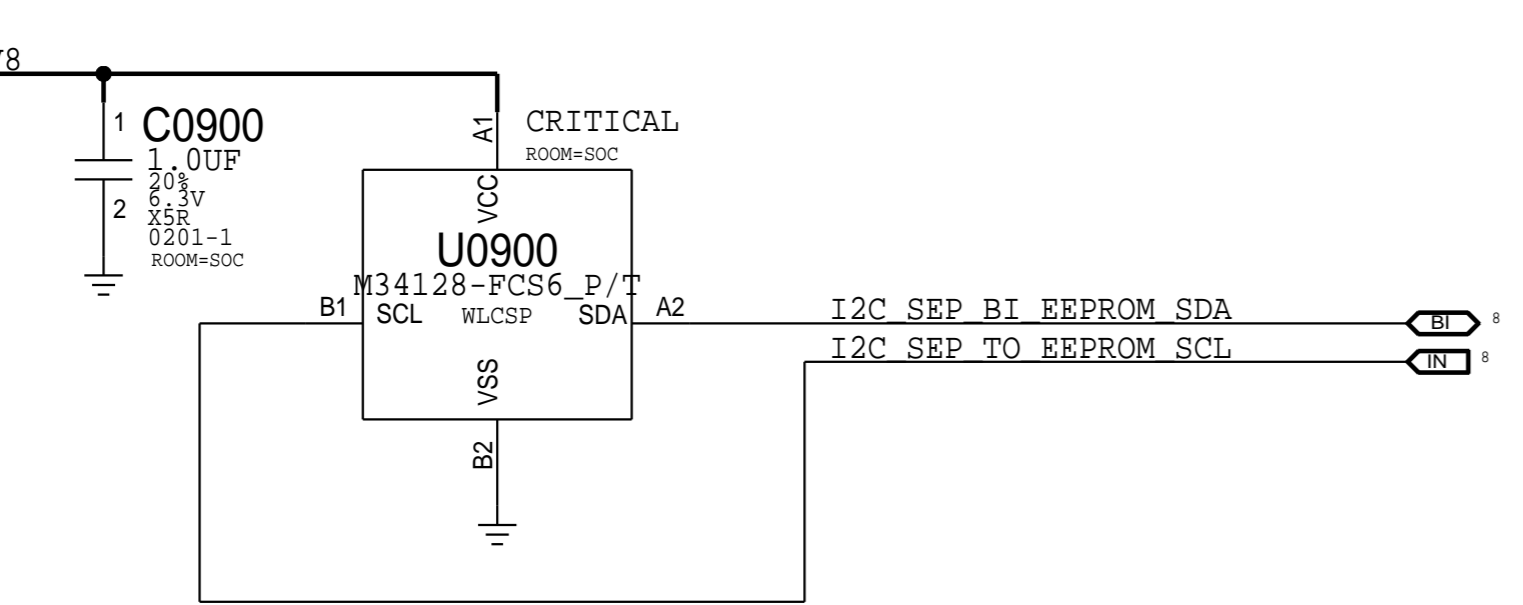 1
C0900
1.0UF
20%
6.3V
X5R
0201-1
ROOM=SOC
2
A1
CRITICAL
ROOM=SOC
VCC
U0900
M34128-FCS6_P/T
WLCSP
B1
SCL
SDA
A2
VSS
B2
I2C_SEP_BI_EEPROM_SDA
BI
8
I2C_SEP_TO_EEPROM_SCL
IN
8